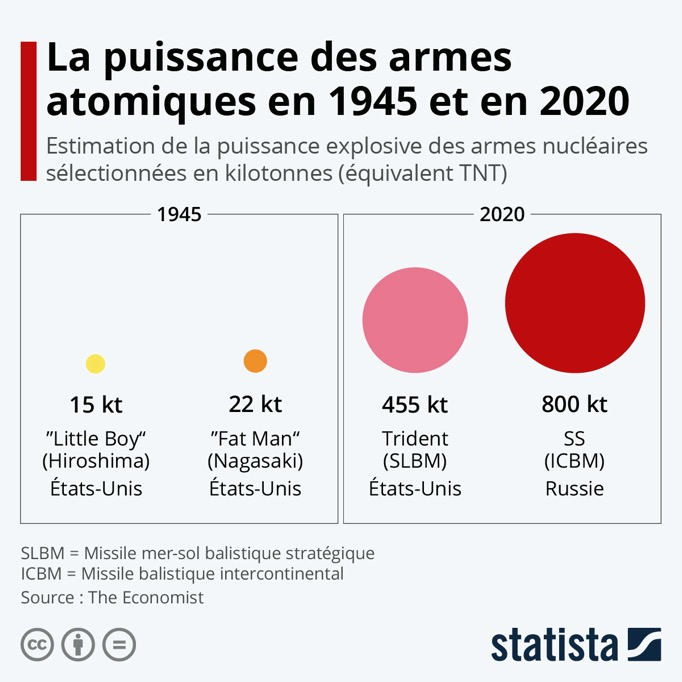 La puissance des armes
atomiques en 1945 et en 2020
Estimation de la puissance explosive des armes nucléaires
sélectionnées en kilotonnes (équivalent TNT)
1945
15 kt
”Little Boy“
(Hiroshima)
États-Unis
22 kt
”Fat Man“
(Nagasaki)
États-Unis
2020
455 kt
Trident
(SLBM)
États-Unis
800 kt
SS
(ICBM)
Russie
SLBM = Missile mer-sol balistique stratégique
ICBM = Missile balistique intercontinental
Source : The Economist
cc
statista